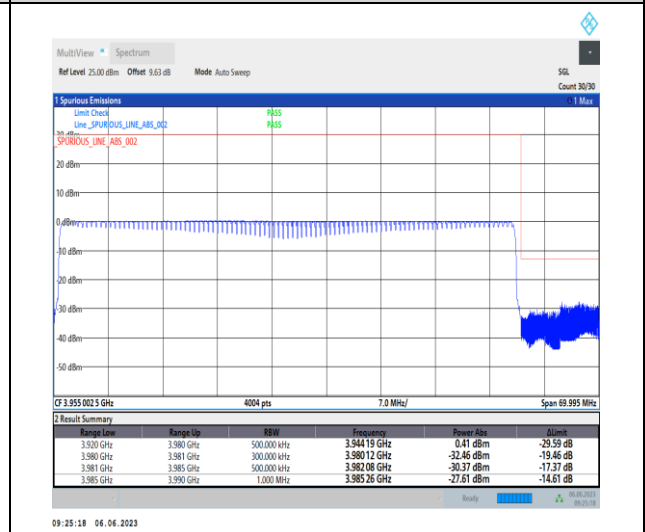 MultiView Spectrum
Ref Level 25.00 dBm Offset 9.63 dB Mode Auto Sweep SGL
Count 30/30
1 Spurious Emissions 1 Max
Limit Check PASS
Line _SPURIOUS_LINE_ABS_002 PASS
30 dBm
_SPURIOUS_LINE_ABS_002
20 dBm
10 dBm
0 dBm
-10 dBm
-20 dBm
-30 dBm
-40 dBm
-50 dBm
CF 3.955 002 5 GHz 4004 pts 7.0 MHz/ Span 69.995 MHz
2 Result Summary
Range Low Range Up RBW Frequency Power Abs ΔLimit
3.920 GHz 3.980 GHz 500.000 kHz 3.944 19 GHz 0.41 dBm -29.59 dB
3.980 GHz 3.981 GHz 300.000 kHz 3.980 12 GHz -32.46 dBm -19.46 dB
3.981 GHz 3.985 GHz 500.000 kHz 3.982 08 GHz -30.37 dBm -17.37 dB
3.985 GHz 3.990 GHz 1.000 MHz 3.985 26 GHz -27.61 dBm -14.61 dB
Ready 06.06.2023
09:25:18
09:25:18 06.06.2023